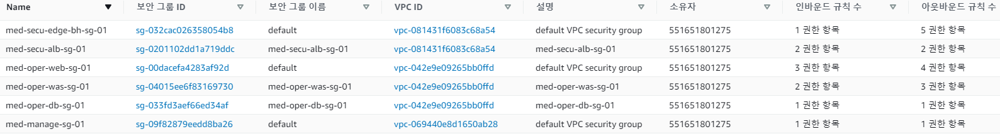 Name 보안 그룹 ID 보안 그룹 이름 VPC ID 설명 소유자 인바운드 규칙 수 아웃바운드 규칙 수
med-secu-edge-bh-sg-01 sg-032cac026358054b8 default vpc-081431f6083c68a54 default VPC security group 551651801275 1 권한 항목 5 권한 항목
med-secu-alb-sg-01 sg-0201102dd1a719ddc med-secu-alb-sg-01 vpc-081431f6083c68a54 med-secu-alb-sg-01 551651801275 2 권한 항목 2 권한 항목
med-oper-web-sg-01 sg-00dacefa4283af92d default vpc-042e9e09265bb0ffd default VPC security group 551651801275 3 권한 항목 4 권한 항목
med-oper-was-sg-01 sg-04015ee6f83169730 med-oper-was-sg-01 vpc-042e9e09265bb0ffd med-oper-was-sg-01 551651801275 2 권한 항목 3 권한 항목
med-oper-db-sg-01 sg-033fd3aef66ed34af med-oper-db-sg-01 vpc-042e9e09265bb0ffd med-oper-db-sg-01 551651801275 1 권한 항목 1 권한 항목
med-manage-sg-01 sg-09f82879eedd8ba26 default vpc-069440e8d1650ab28 default VPC security group 551651801275 1 권한 항목 1 권한 항목